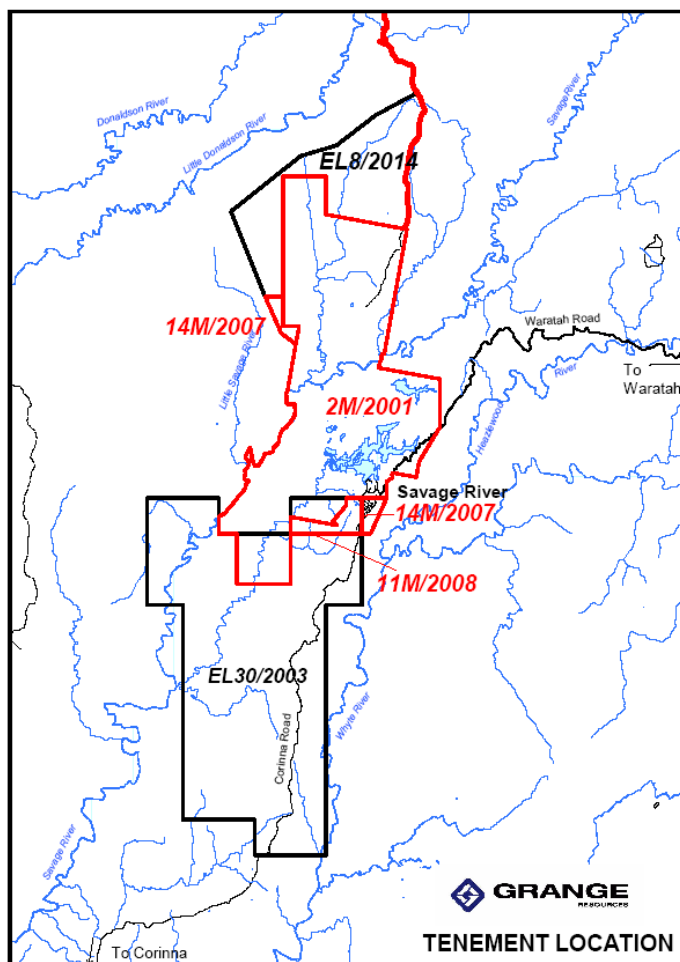 Donaldson River
Little Donaldson River
Savage River
EL8/2014
14M/2007
Waratah Road
Little Savage River
To
Waratah
River
Heazlewood
2M/2001
Savage River
14M/2007
11M/2008
EL30/2003
Corinna Road
Whyte River
Savage River
To Corinna
GRANGE
RESOURCES
TENEMENT LOCATION